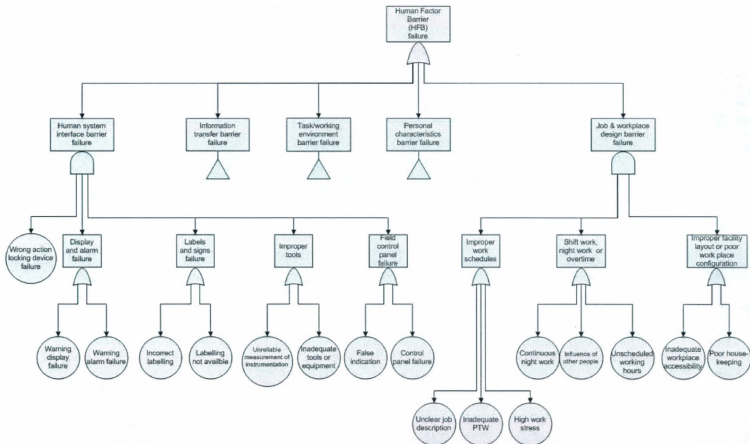 Human Factor
Barrier
(HFB)
failure
Human system
interface barrier
failure
Information
transfer barrier
failure
Task/working
environment
barrier failure
Personal
characteristics
barrier failure
Job & workplace
design barrier
failure
Wrong action
locking device
failure
Display
and alarm
failure
Labels
and signs
failure
Improper
tools
Field
control
panel
failure
Improper
work
schedules
Shift work,
night work or
overtime
Improper facility
layout or poor
work place
configuration
Warning
display
failure
Warning
alarm failure
Incorrect
labelling
Labelling
not availble
Unreliable
measurement of
instrumentation
Inadequate
tools or
equipment
False
indication
Control
panel failure
Continuous
night work
Influence of
other people
Unscheduled
working
hours
Inadequate
workplace
accessibility
Poor house-
keeping
Unclear job
description
Inadequate
PTW
High work
stress